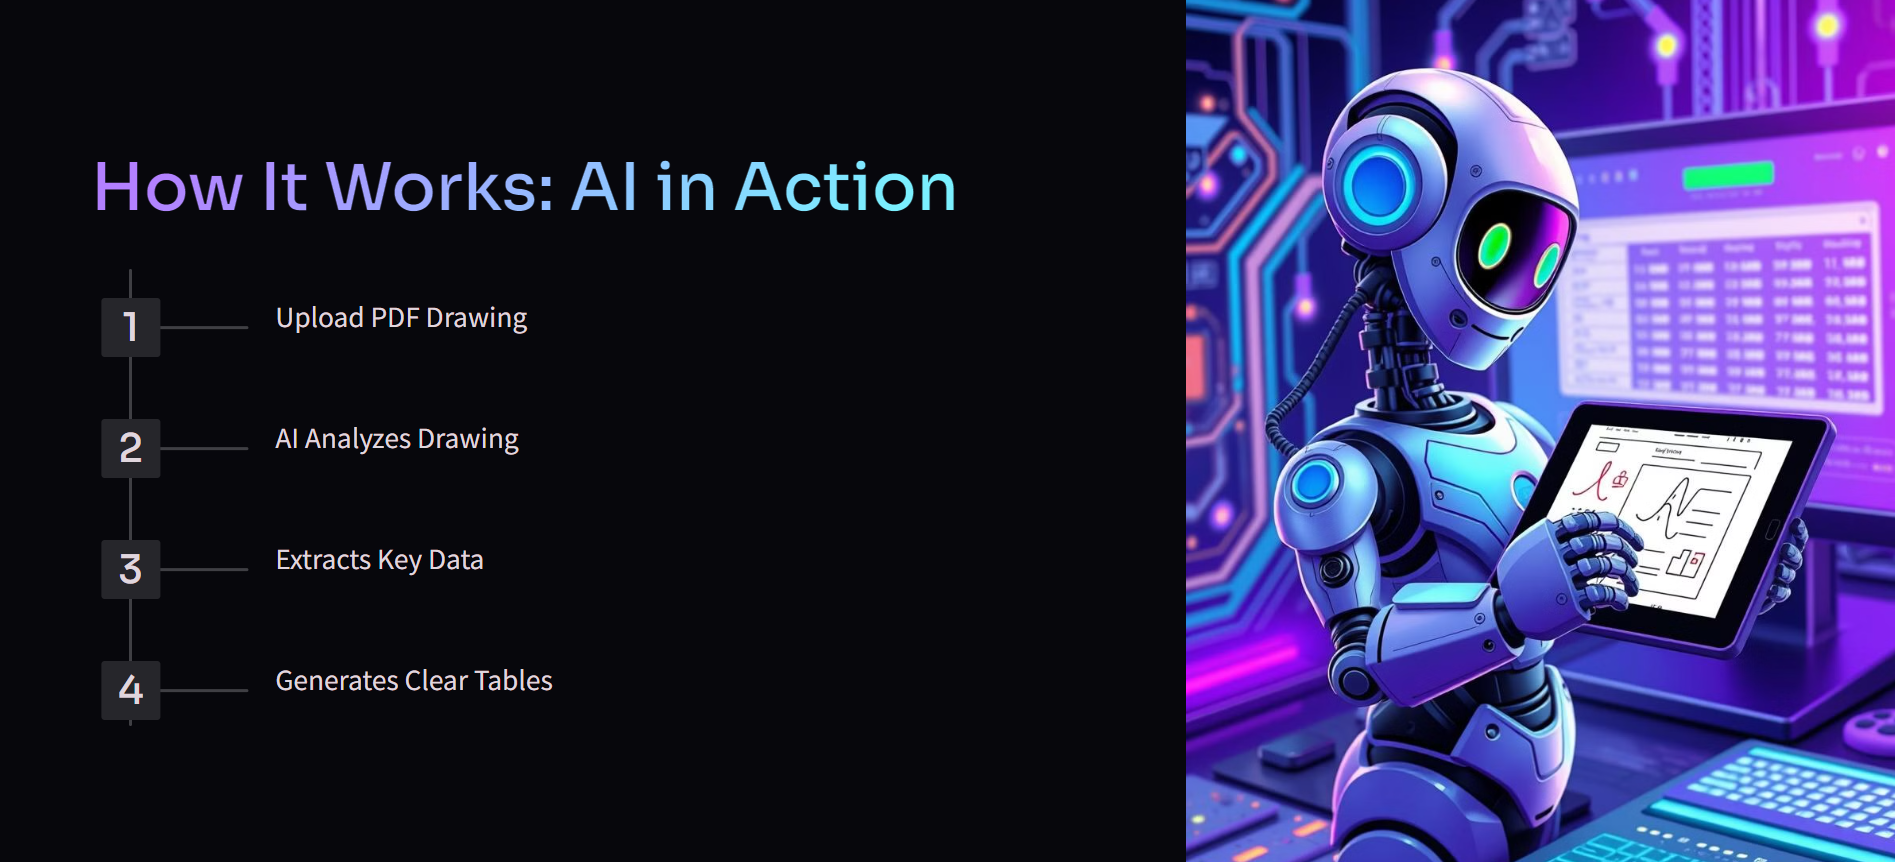 How It Works: AI in Action
1
Upload PDF Drawing
2
AI Analyzes Drawing
3
Extracts Key Data
4
Generates Clear Tables